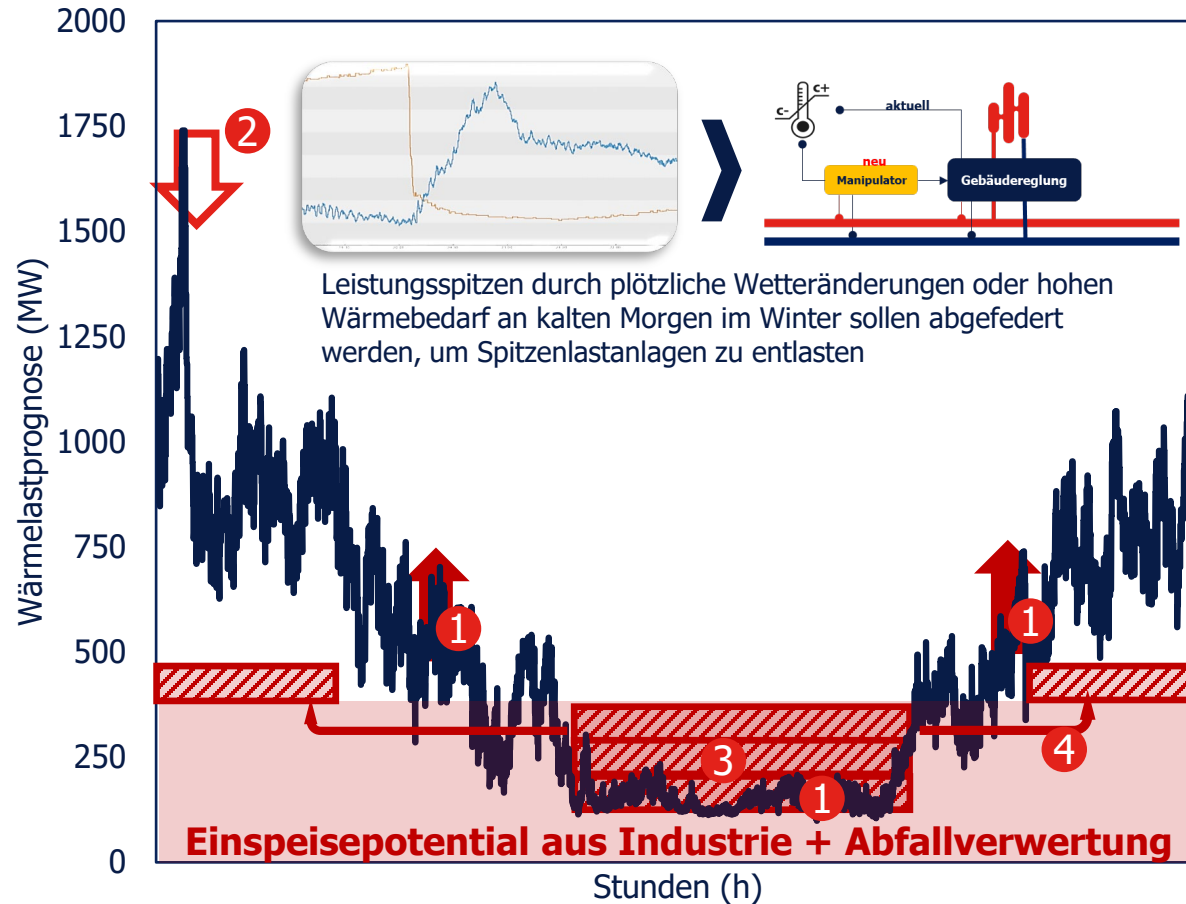 2000
1750
1500
1250
1000
750
500
250
0
Wärmelastprognose (MW)
Stunden (h)
2
c+
c-
aktuell
neu
Manipulator
Gebäudereglung
Leistungsspitzen durch plötzliche Wetteränderungen oder hohen
Wärmebedarf an kalten Morgen im Winter sollen abgefedert
werden, um Spitzenlastanlagen zu entlasten
1
1
3
4
1
Einspeisepotential aus Industrie + Abfallverwertung